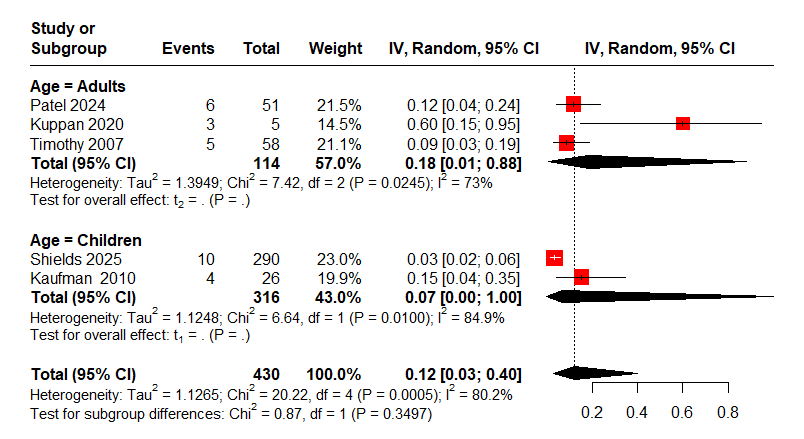 Study or
Subgroup Events Total Weight IV, Random, 95% CI IV, Random, 95% CI
Age = Adults
Patel 2024 6 51 21.5% 0.12 [0.04; 0.24]
Kuppan 2020 3 5 14.5% 0.60 [0.15; 0.95]
Timothy 2007 5 58 21.1% 0.09 [0.03; 0.19]
Total (95% CI) 114 57.0% 0.18 [0.01; 0.88]
Heterogeneity: Tau² = 1.3949; Chi² = 7.42, df = 2 (P = 0.0245); I² = 73%
Test for overall effect: t₂ = . (P = .)
Age = Children
Shields 2025 10 290 23.0% 0.03 [0.02; 0.06]
Kaufman 2010 4 26 19.9% 0.15 [0.04; 0.35]
Total (95% CI) 316 43.0% 0.07 [0.00; 1.00]
Heterogeneity: Tau² = 1.1248; Chi² = 6.64, df = 1 (P = 0.0100); I² = 84.9%
Test for overall effect: t₁ = . (P = .)
Total (95% CI) 430 100.0% 0.12 [0.03; 0.40]
Heterogeneity: Tau² = 1.1265; Chi² = 20.22, df = 4 (P = 0.0005); I² = 80.2%
Test for subgroup differences: Chi² = 0.87, df = 1 (P = 0.3497)
0.2 0.4 0.6 0.8